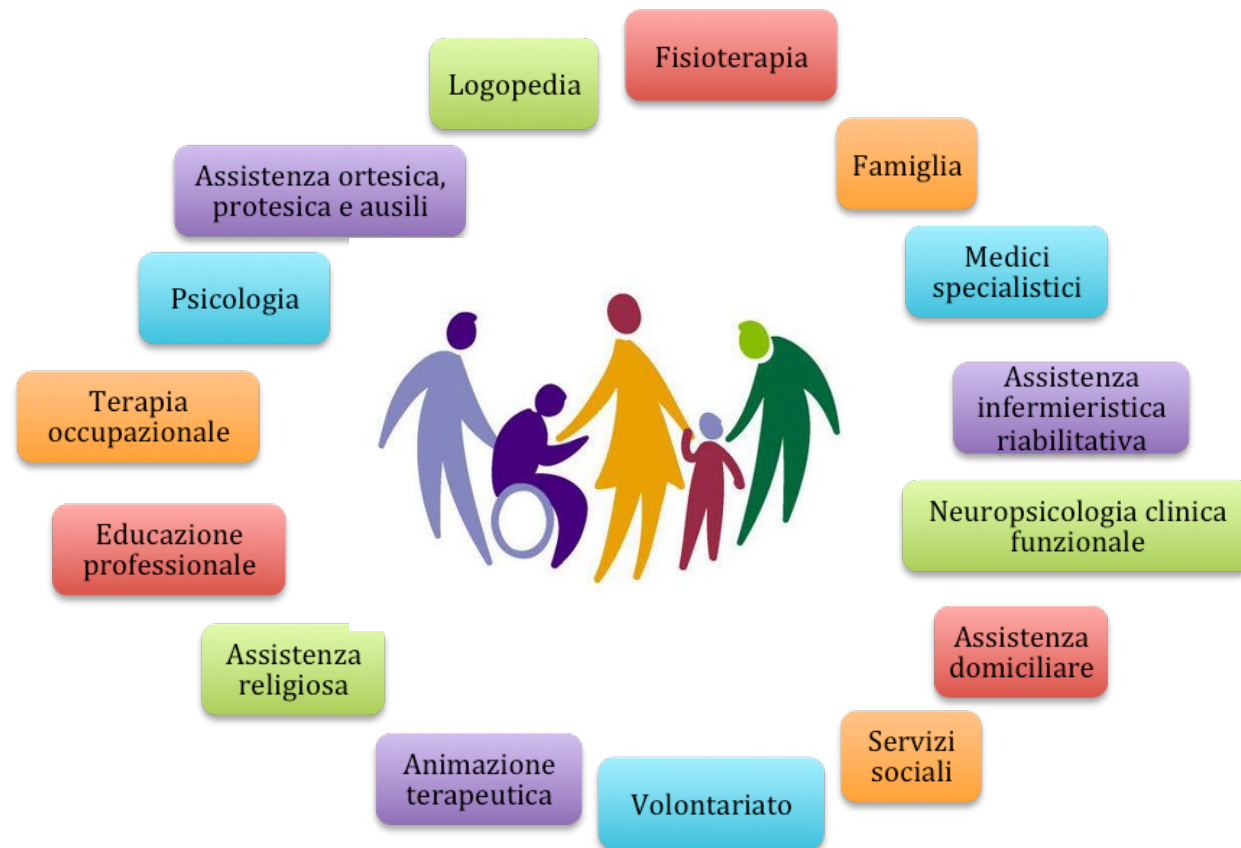 Fisioterapia
Logopedia
Famiglia
Assistenza ortesica,
protesica e ausili
Medici
specialistici
Psicologia
Assistenza
infermieristica
riabilitativa
Terapia
occupazionale
Neuropsicologia clinica
funzionale
Educazione
professionale
Assistenza
domiciliare
Assistenza
religiosa
Servizi
sociali
Animazione
terapeutica
Volontariato